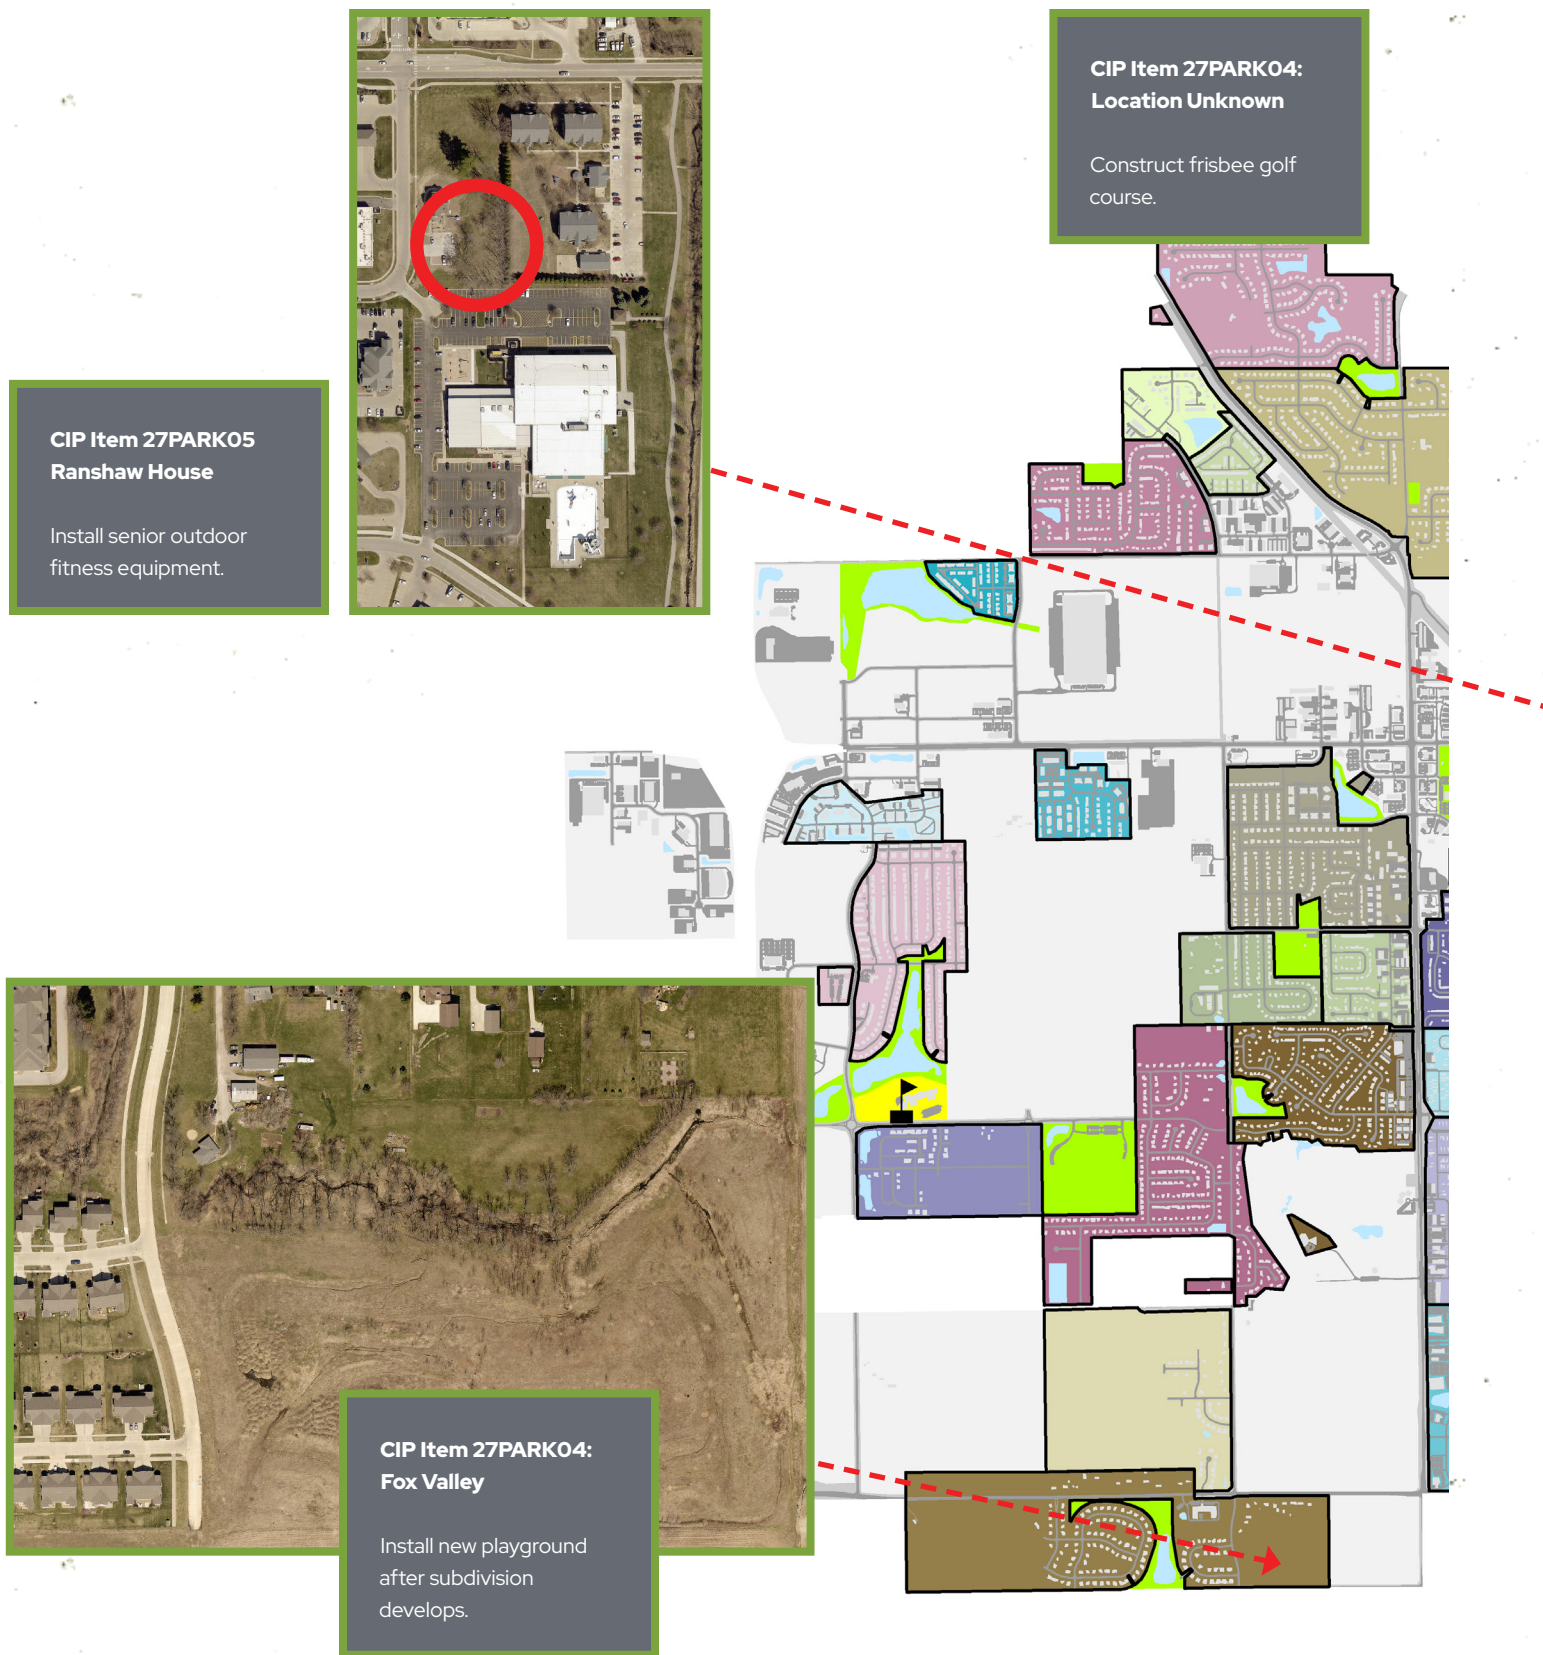 CIP Item 27PARK04:
Location Unknown
Construct frisbee golf
course.
CIP Item 27PARK05
Ranshaw House
Install senior outdoor
fitness equipment.
CIP Item 27PARK04:
Fox Valley
Install new playground
after subdivision
develops.